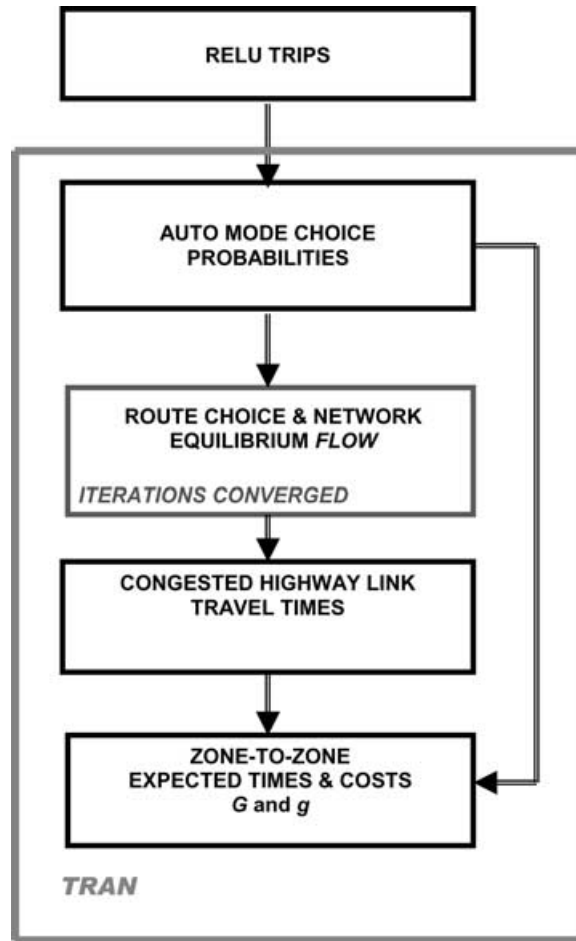 RELU TRIPS
AUTO MODE CHOICE
PROBABILITIES
ROUTE CHOICE & NETWORK
EQUILIBRIUM FLOW
ITERATIONS CONVERGED
CONGESTED HIGHWAY LINK
TRAVEL TIMES
ZONE-TO-ZONE
EXPECTED TIMES & COSTS
G and g
TRAN